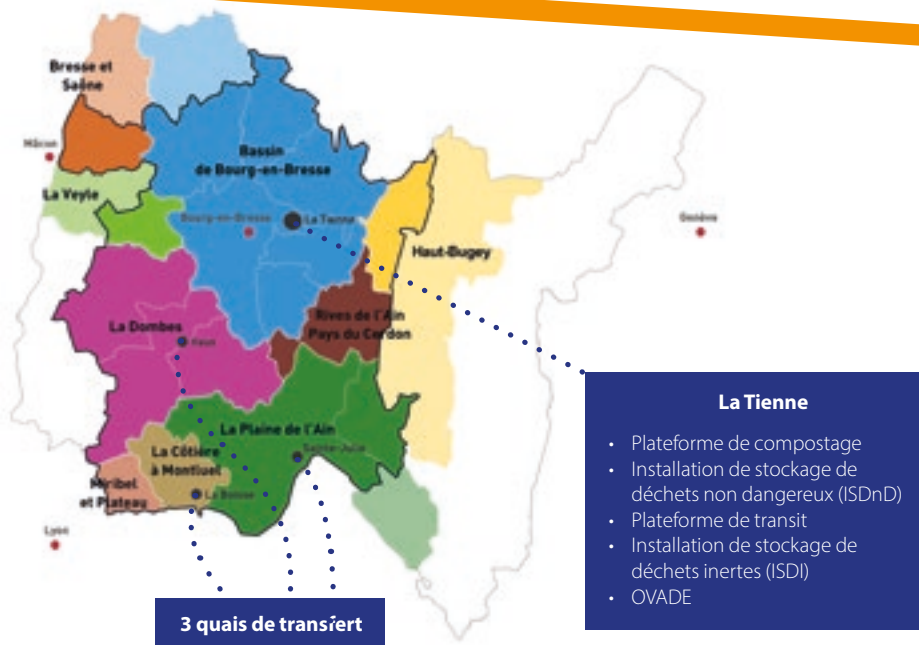 Bresse et
Saône
Mâcon
Bassin
de Bourg-en-Bresse
La Veyle
Bourg-en-Bresse
La Tienne
Genève
Haut-Bugey
Rives de l'Ain
Pays du Cerdon
La Dombes
La Plaine de l'Ain
Sainte-Julie
La Côtière
à Montluel
La Boisse
Miribel
et Plateau
Lyon
La Tienne
• Plateforme de compostage
• Installation de stockage de
déchets non dangereux (ISDnD)
• Plateforme de transit
• Installation de stockage de
déchets inertes (ISDI)
• OVADE
3 quais de transfert